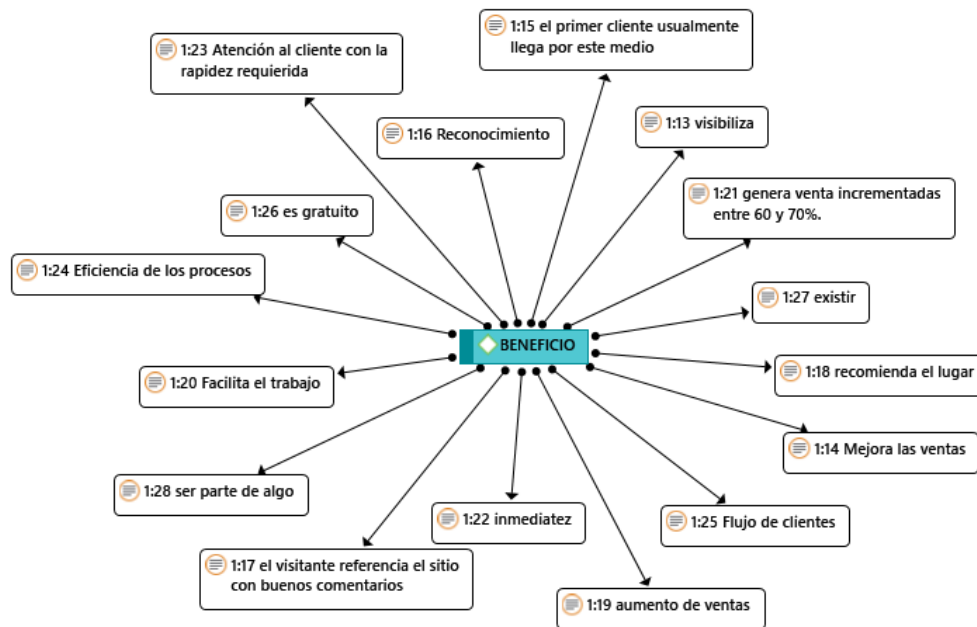 1:15 el primer cliente usualmente
llega por este medio
1:23 Atención al cliente con la
rapidez requierida
1:16 Reconocimiento
1:13 visibiliza
1:21 genera venta incrementadas
entre 60 y 70%.
1:26 es gratuito
1:24 Eficiencia de los procesos
1:27 existir
BENEFICIO
1:20 Facilita el trabajo
1:18 recomienda el lugar
1:14 Mejora las ventas
1:28 ser parte de algo
1:22 inmediatez
1:25 Flujo de clientes
1:17 el visitante referencia el sitio
con buenos comentarios
1:19 aumento de ventas